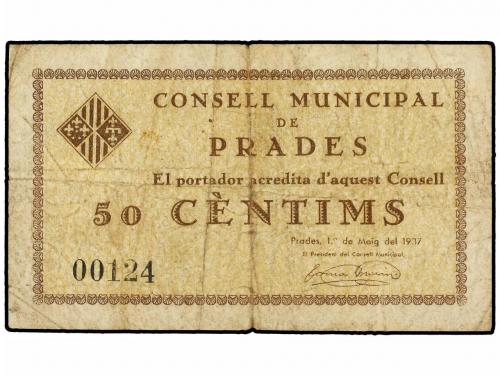 CONSELL MUNICIPAL
DE
PRADES
El portador acredita d'aquest Consell
50 CÈNTIMS
Prades, 1.er de Maig del 1937
El President del Consell Municipal,
00124